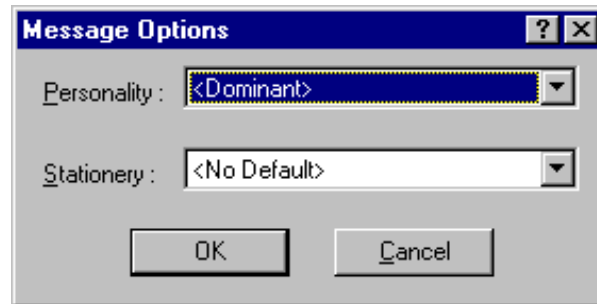 Message Options
Personality : <Dominant>
Stationery : <No Default>
OK Cancel